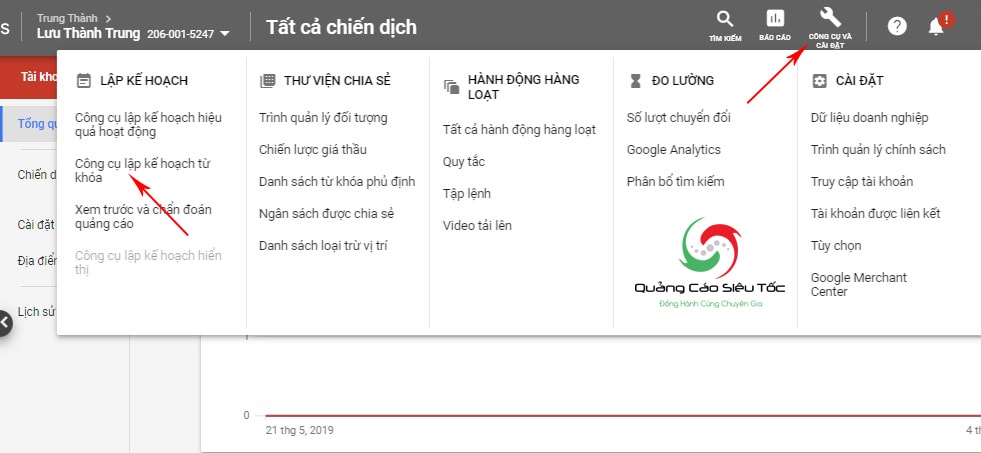 S
Trung Thành >
Lưu Thành Trung 206-001-5247
Tất cả chiến dịch
TÌM KIẾM
BÁO CÁO
CÔNG CỤ VÀ
CÀI ĐẶT
!
Tài kho
Tổng qu
Chiến d
Cài đặt
Địa điểm
Lịch sử
LẬP KẾ HOẠCH
Công cụ lập kế hoạch hiệu
quả hoạt động
Công cụ lập kế hoạch từ
khóa
Xem trước và chẩn đoán
quảng cáo
Công cụ lập kế hoạch hiển
thị
THƯ VIỆN CHIA SẺ
Trình quản lý đối tượng
Chiến lược giá thầu
Danh sách từ khóa phủ định
Ngân sách được chia sẻ
Danh sách loại trừ vị trí
HÀNH ĐỘNG HÀNG
LOẠT
Tất cả hành động hàng loạt
Quy tắc
Tập lệnh
Video tải lên
ĐO LƯỜNG
Số lượt chuyển đổi
Google Analytics
Phân bổ tìm kiếm
Quảng Cáo Siêu Tốc
Đồng Hành Cùng Chuyên Gia
CÀI ĐẶT
Dữ liệu doanh nghiệp
Trình quản lý chính sách
Truy cập tài khoản
Tài khoản được liên kết
Tùy chọn
Google Merchant
Center
0
21 thg 5, 2019
4 th